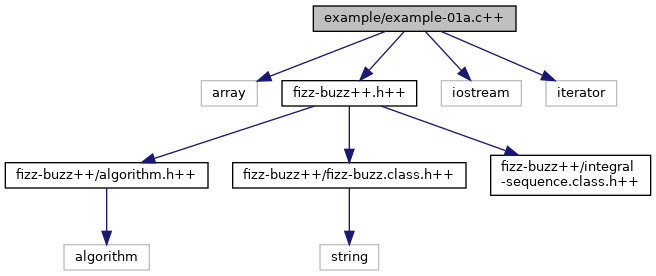 example/example-01a.c++
array
fizz-buzz++.h++
iostream
iterator
fizz-buzz++/algorithm.h++
fizz-buzz++/fizz-buzz.class.h++
fizz-buzz++/integral
-sequence.class.h++
algorithm
string